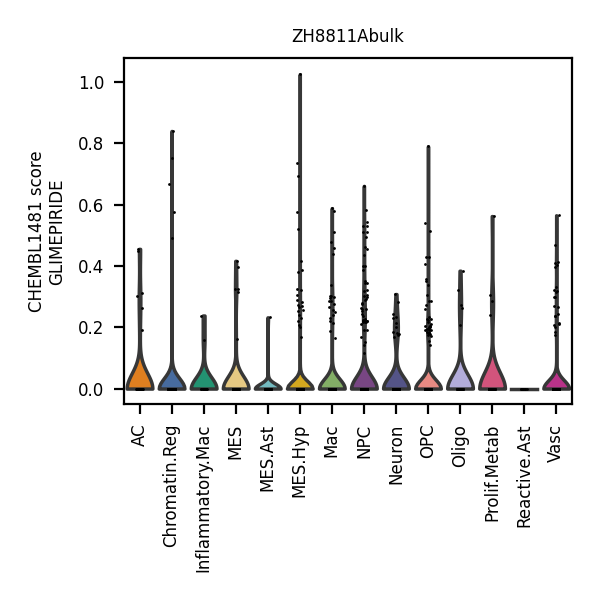 ZH8811Abulk
CHEMBL1481 score
GLIMEPIRIDE
1.0
0.8
0.6
0.4
0.2
0.0
AC
Chromatin.Reg
Inflammatory.Mac
MES
MES.Ast
MES.Hyp
Mac
NPC
Neuron
OPC
Oligo
Prolif.Metab
Reactive.Ast
Vasc